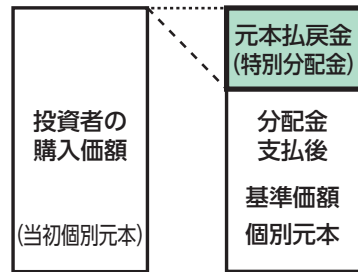 投資者の
購入価額
(当初個別元本)
元本払戻金
(特別分配金)
分配金
支払後
基準価額
個別元本